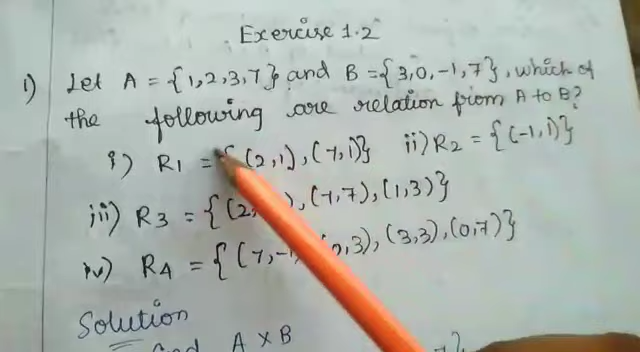 Exercise 1.2
1) Let A = {1,2,3,7} and B = {3,0,-1,7}, which of
the following are relation from A to B?
i) R1 = {(2,1), (7,1)} ii) R2 = {(-1,1)}
iii) R3 = {(2, ), (7,7), (1,3)}
iv) R4 = {(7,-1 ,3), (3,3), (0,7)}
Solution
A × B